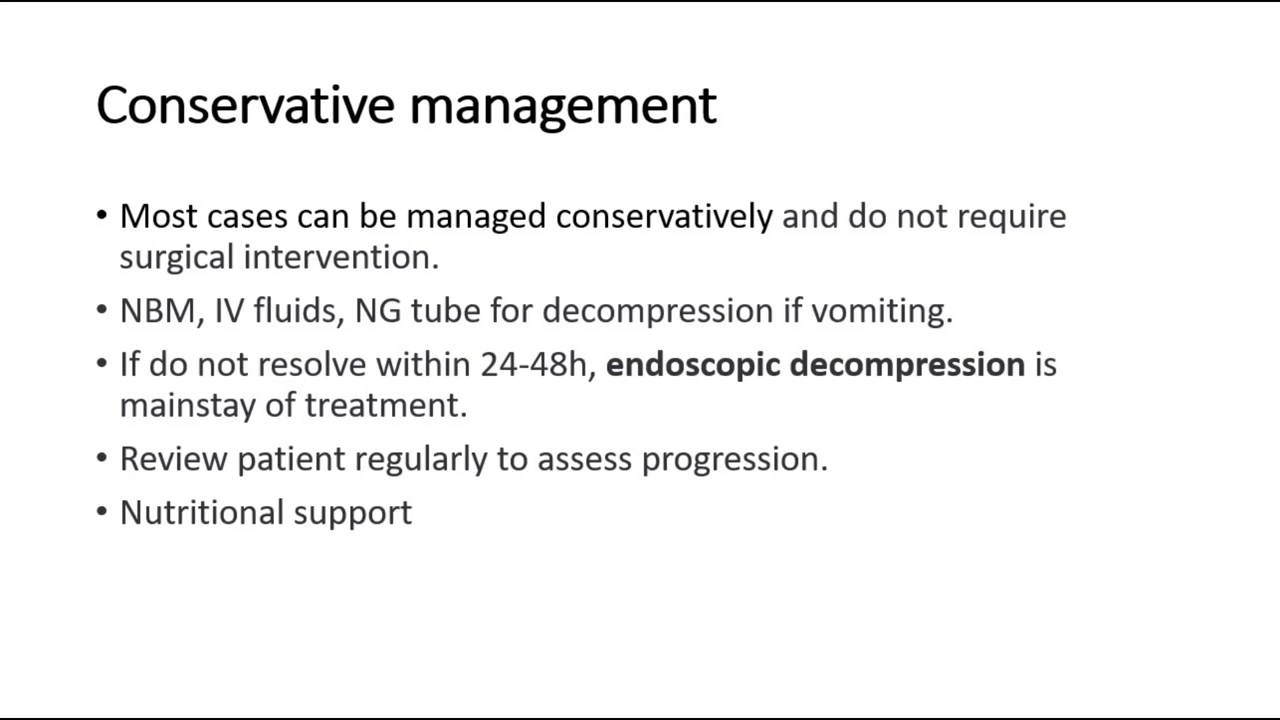 Conservative management
• Most cases can be managed conservatively and do not require
surgical intervention.
• NBM, IV fluids, NG tube for decompression if vomiting.
• If do not resolve within 24-48h, endoscopic decompression is
mainstay of treatment.
• Review patient regularly to assess progression.
• Nutritional support